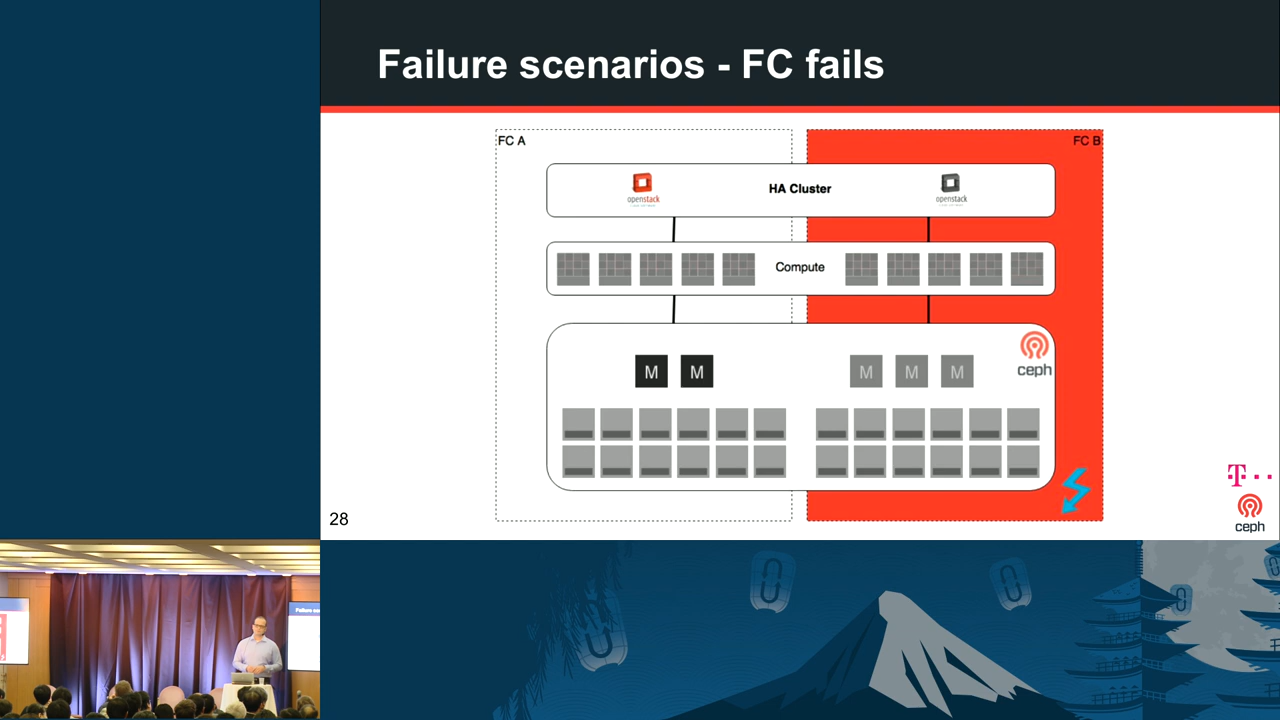 Failure scenarios - FC fails
FC A
FC B
openstack
HA Cluster
openstack
Compute
M M
M M M
ceph
28
T
ceph